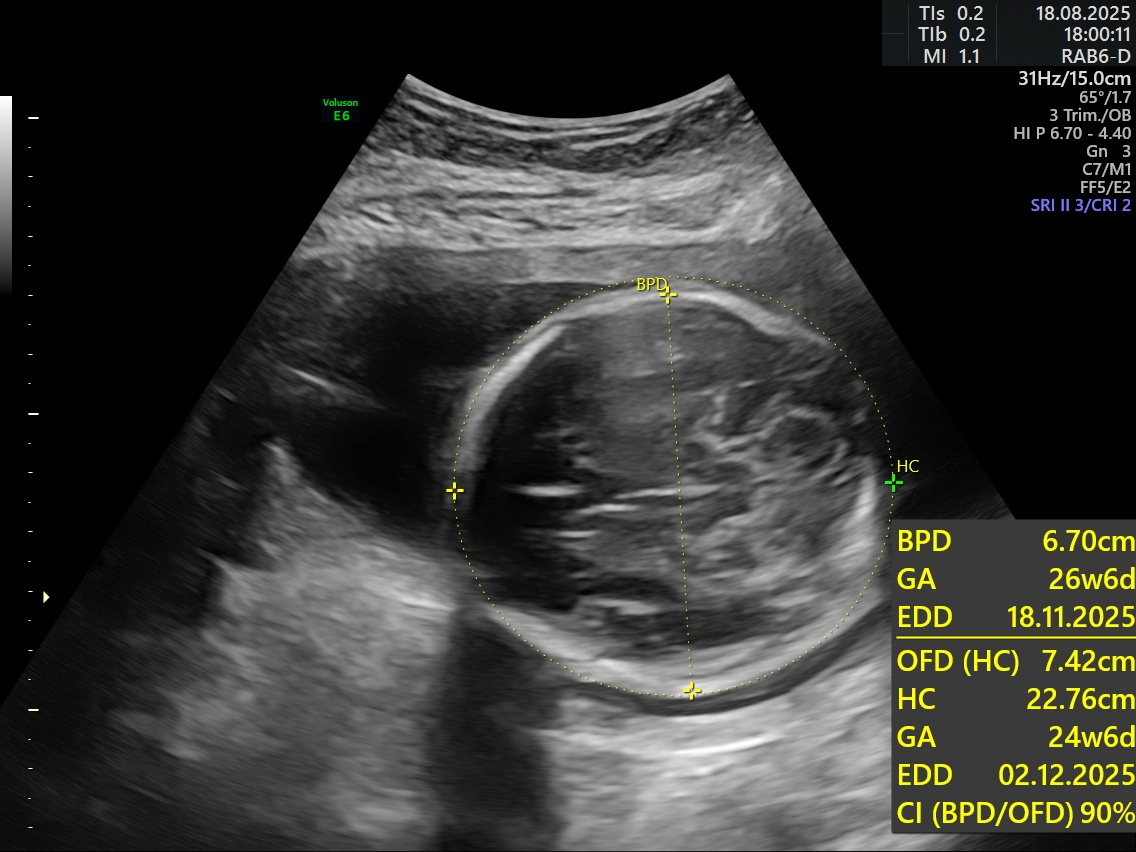 TIs 0.2 18.08.2025
TIb 0.2 18:00:11
MI 1.1 RAB6-D
31Hz/15.0cm
65°/1.7
3 Trim./OB
HI P 6.70 - 4.40
Gn 3
C7/M1
FF5/E2
SRI II 3/CRI 2
Voluson
E6
BPD
HC
BPD 6.70cm
GA 26w6d
EDD 18.11.2025
OFD (HC) 7.42cm
HC 22.76cm
GA 24w6d
EDD 02.12.2025
CI (BPD/OFD) 90%